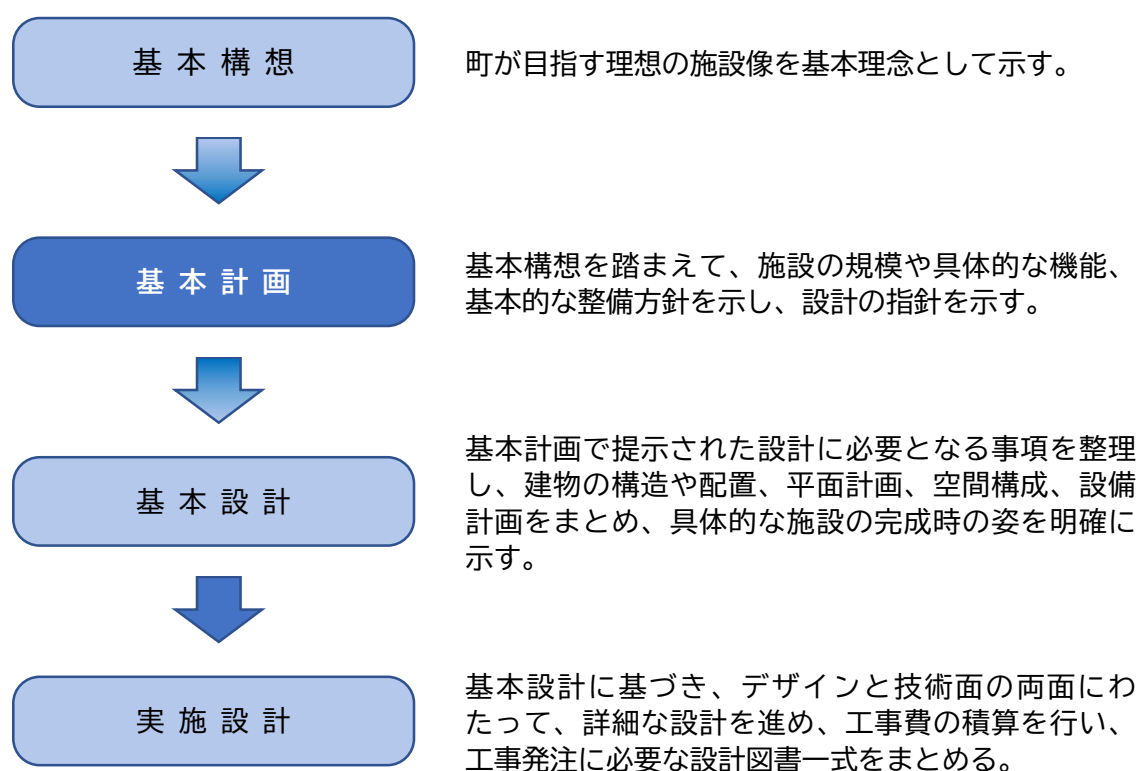 基本構想
町が目指す理想の施設像を基本理念として示す。
基本計画
基本構想を踏まえて、施設の規模や具体的な機能、
基本的な整備方針を示し、設計の指針を示す。
基本設計
基本計画で提示された設計に必要となる事項を整理
し、建物の構造や配置、平面計画、空間構成、設備
計画をまとめ、具体的な施設の完成時の姿を明確に
示す。
実施設計
基本設計に基づき、デザインと技術面の両面にわ
たって、詳細な設計を進め、工事費の積算を行い、
工事発注に必要な設計図書一式をまとめる。